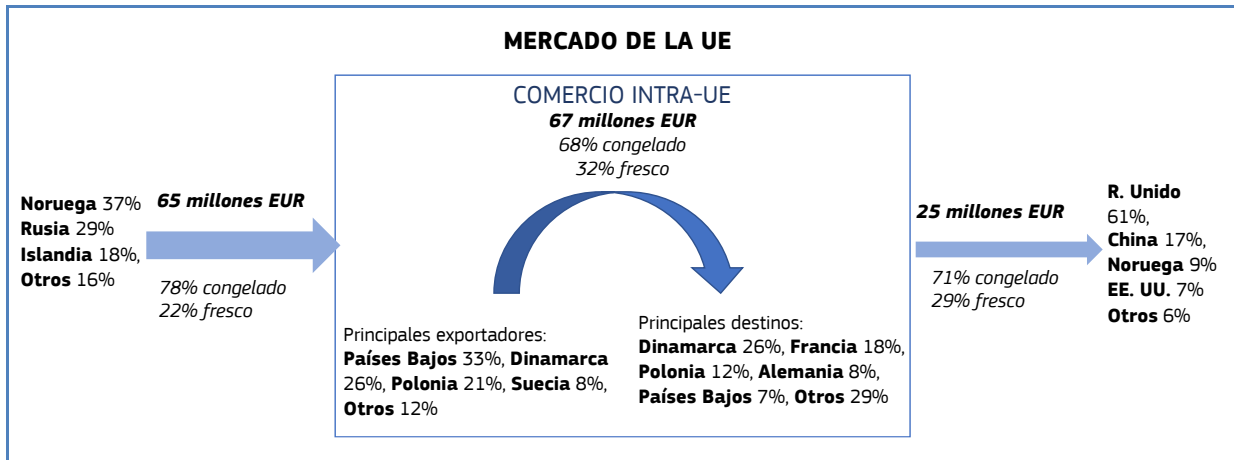 MERCADO DE LA UE
COMERCIO INTRA-UE
67 millones EUR
68% congelado
32% fresco
Noruega 37%
Rusia 29%
Islandia 18%,
Otros 16%
65 millones EUR
78% congelado
22% fresco
Principales exportadores:
Países Bajos 33%, Dinamarca
26%, Polonia 21%, Suecia 8%,
Otros 12%
Principales destinos:
Dinamarca 26%, Francia 18%,
Polonia 12%, Alemania 8%,
Países Bajos 7%, Otros 29%
25 millones EUR
71% congelado
29% fresco
R. Unido
61%,
China 17%,
Noruega 9%
EE. UU. 7%
Otros 6%